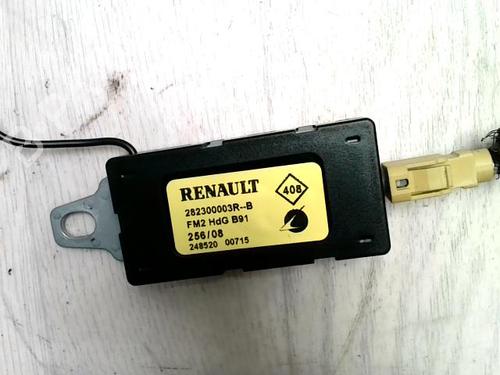 RENAULT
408
282300003R--B
FM2 HdG B91
256/08
248520 00715